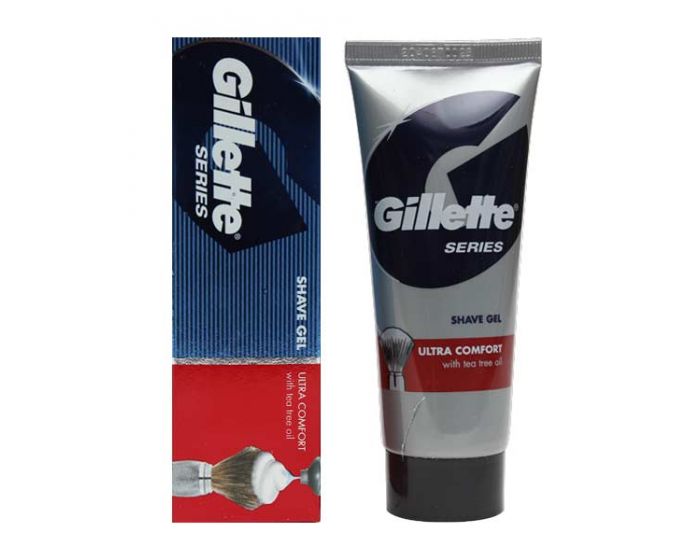 Gillette®
SERIES
SHAVE GEL
ULTRA COMFORT
with tea tree oil
Gillette®
SERIES
SHAVE GEL
ULTRA COMFORT
with tea tree oil